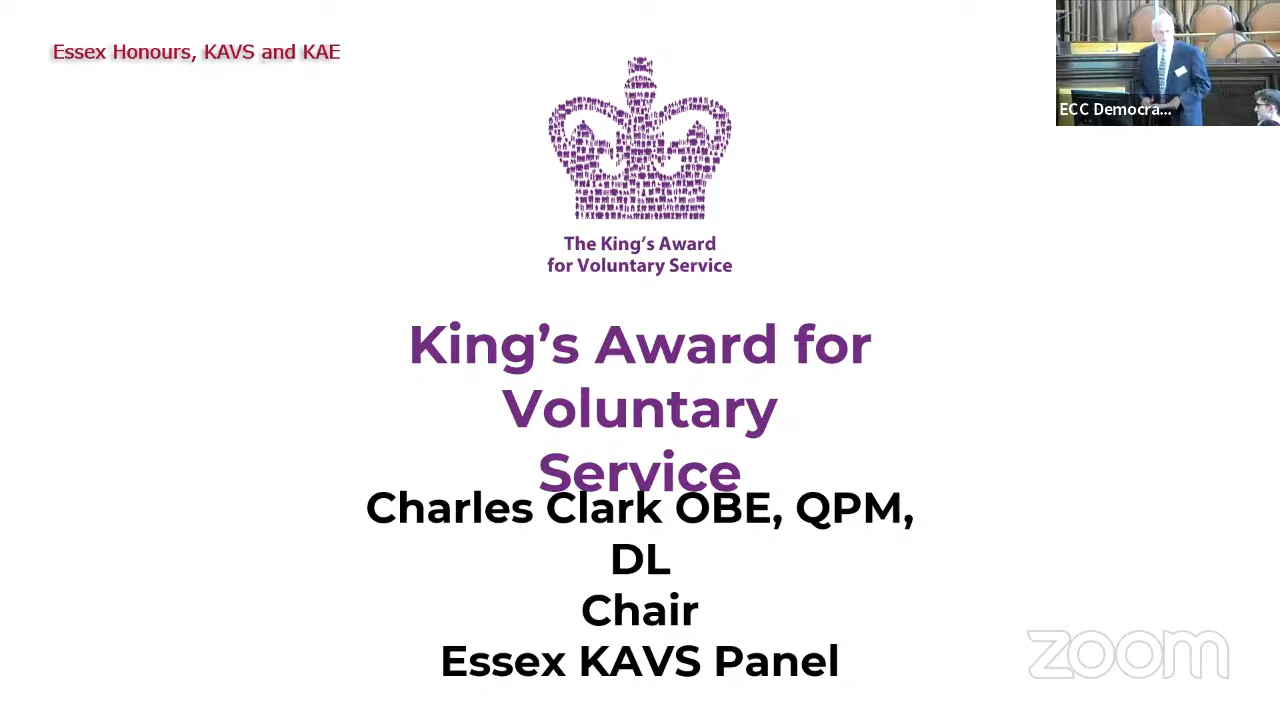 Essex Honours, KAVS and KAE
ECC Democra...
The King's Award
for Voluntary Service
King's Award for
Voluntary
Service
Charles Clark OBE, QPM,
DL
Chair
Essex KAVS Panel
zoom